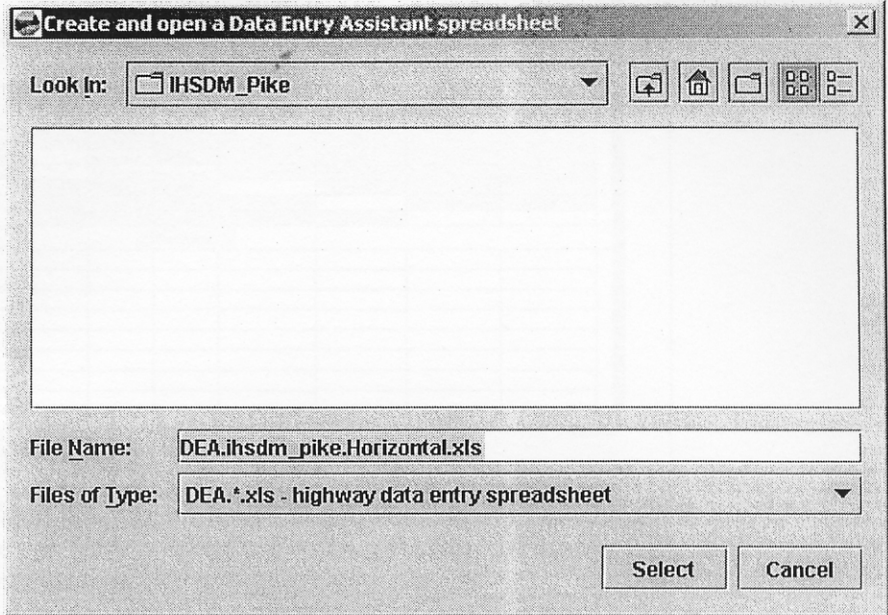 Create and open a Data Entry Assistant spreadsheet
Look In: IHSDM_Pike
File Name: DEA.ihsdm_pike.Horizontal.xls
Files of Type: DEA.*.xls - highway data entry spreadsheet
Select Cancel